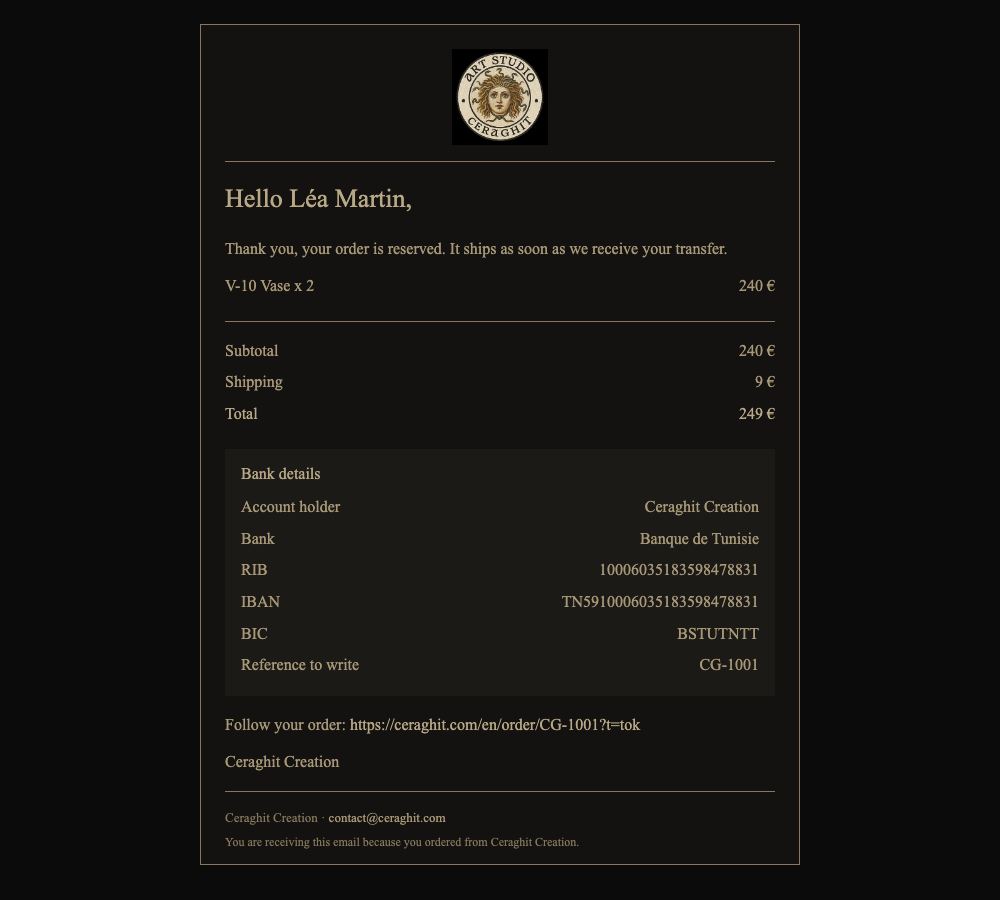 ART STUDIO
CERAGHIT
Hello Léa Martin,
Thank you, your order is reserved. It ships as soon as we receive your transfer.
V-10 Vase x 2 240 €
Subtotal 240 €
Shipping 9 €
Total 249 €
Bank details
Account holder Ceraghit Creation
Bank Banque de Tunisie
RIB 10006035183598478831
IBAN TN5910006035183598478831
BIC BSTUTNTT
Reference to write CG-1001
Follow your order: https://ceraghit.com/en/order/CG-1001?t=tok
Ceraghit Creation
Ceraghit Creation · contact@ceraghit.com
You are receiving this email because you ordered from Ceraghit Creation.